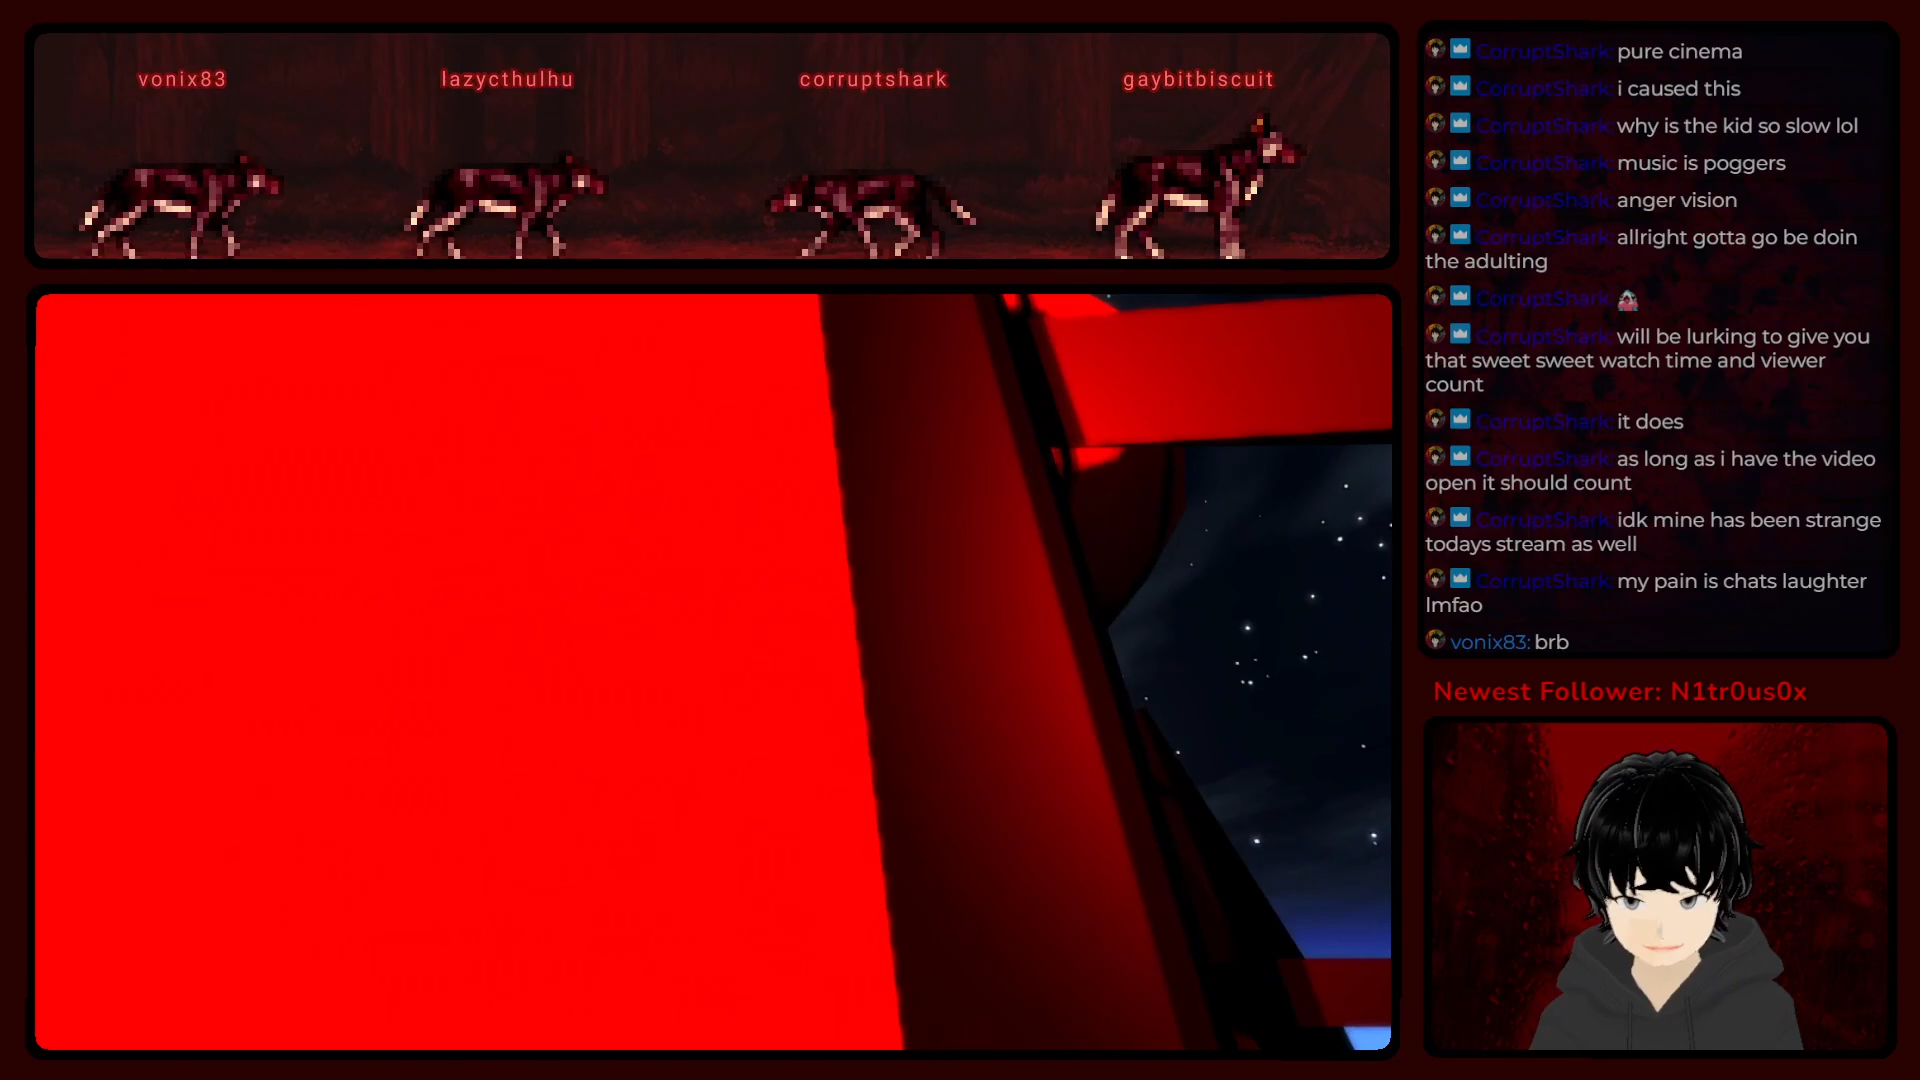 vonix83
lazycthulhu
corruptshark
gaybitbiscuit
CorruptShark: pure cinema
CorruptShark: i caused this
CorruptShark: why is the kid so slow lol
CorruptShark: music is poggers
CorruptShark: anger vision
CorruptShark: allright gotta go be doin
the adulting
CorruptShark:
CorruptShark: will be lurking to give you
that sweet sweet watch time and viewer
count
CorruptShark: it does
CorruptShark: as long as i have the video
open it should count
CorruptShark: idk mine has been strange
todays stream as well
CorruptShark: my pain is chats laughter
lmfao
vonix83: brb
Newest Follower: N1tr0us0x